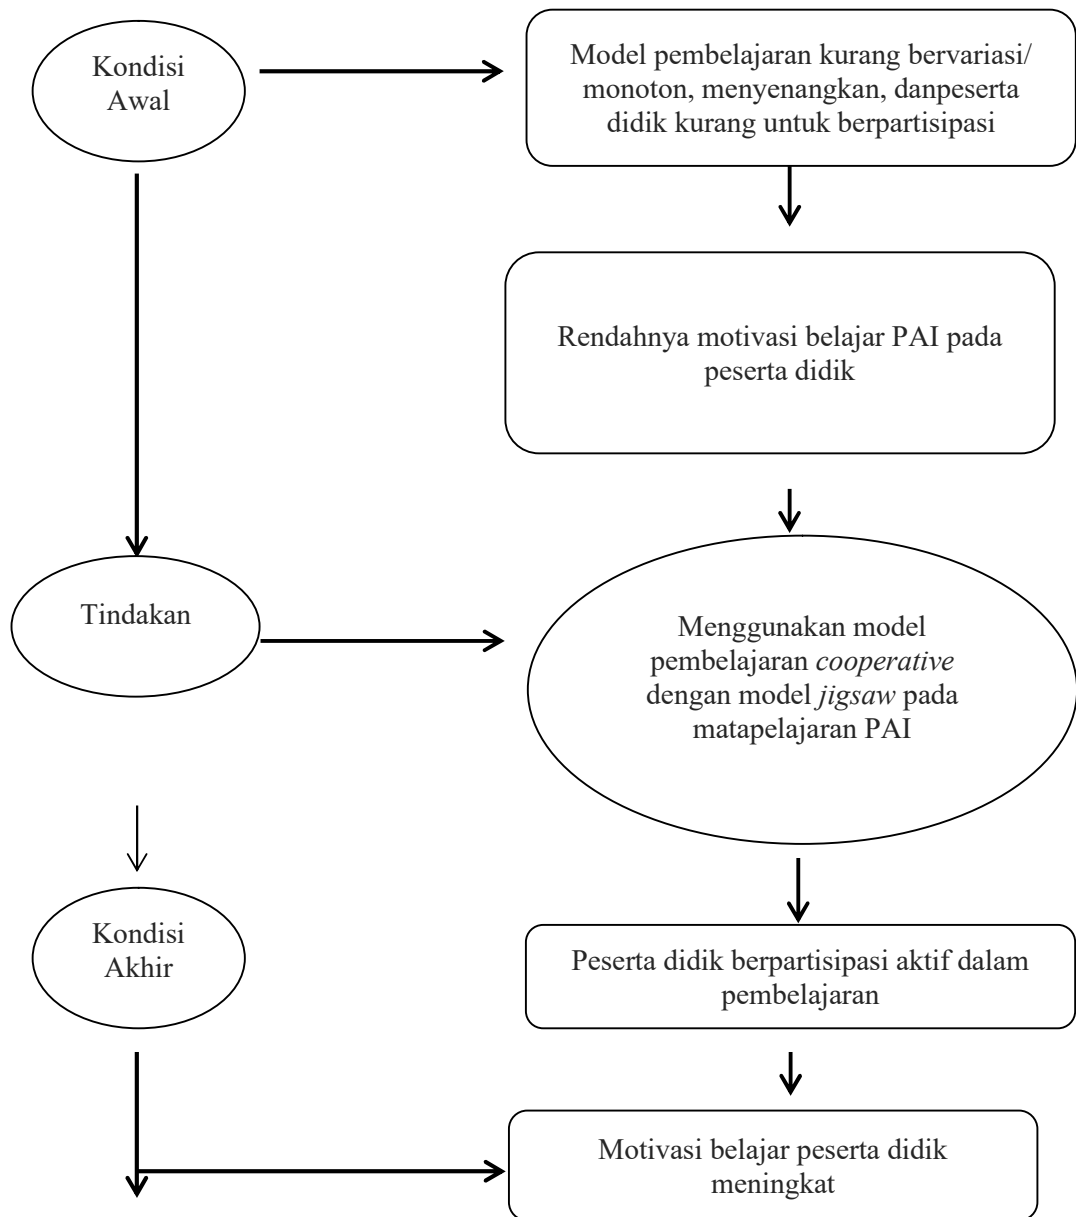 Kondisi
Awal
Model pembelajaran kurang bervariasi/
monoton, menyenangkan, danpeserta
didik kurang untuk berpartisipasi
Rendahnya motivasi belajar PAI pada
peserta didik
Tindakan
Menggunakan model
pembelajaran cooperative
dengan model jigsaw pada
matapelajaran PAI
Kondisi
Akhir
Peserta didik berpartisipasi aktif dalam
pembelajaran
Motivasi belajar peserta didik
meningkat